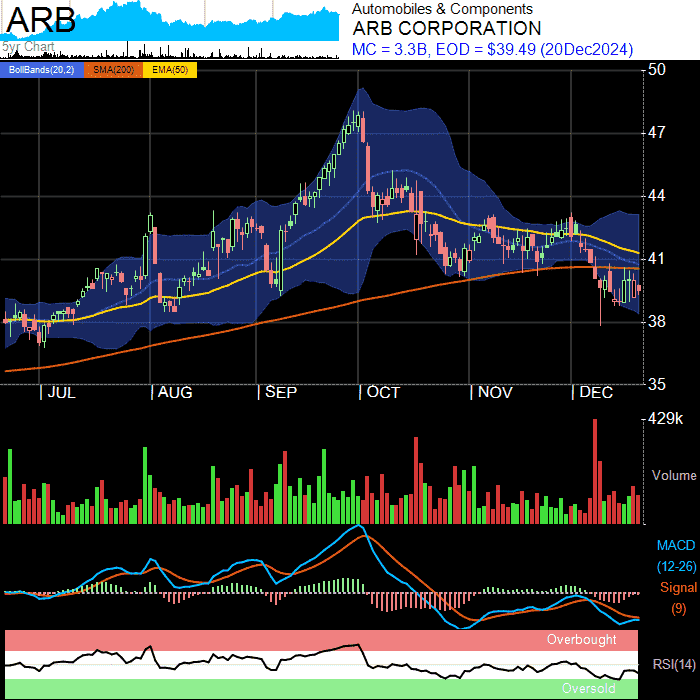 ARB
5yr Chart
Automobiles & Components
ARB CORPORATION
MC = 3.3B, EOD = $39.49 (20Dec2024)
BollBands(20,2) SMA(200) EMA(50)
50
47
44
41
38
35
JUL AUG SEP OCT NOV DEC
429k
Volume
MACD
(12-26)
Signal
(9)
Overbought
RSI(14)
Oversold